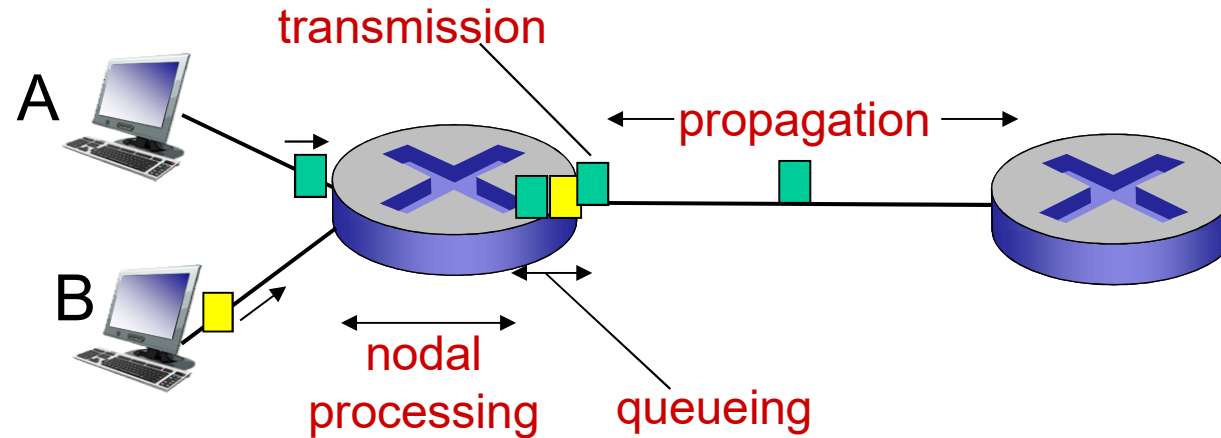 transmission
A
propagation
B
nodal
processing
queueing